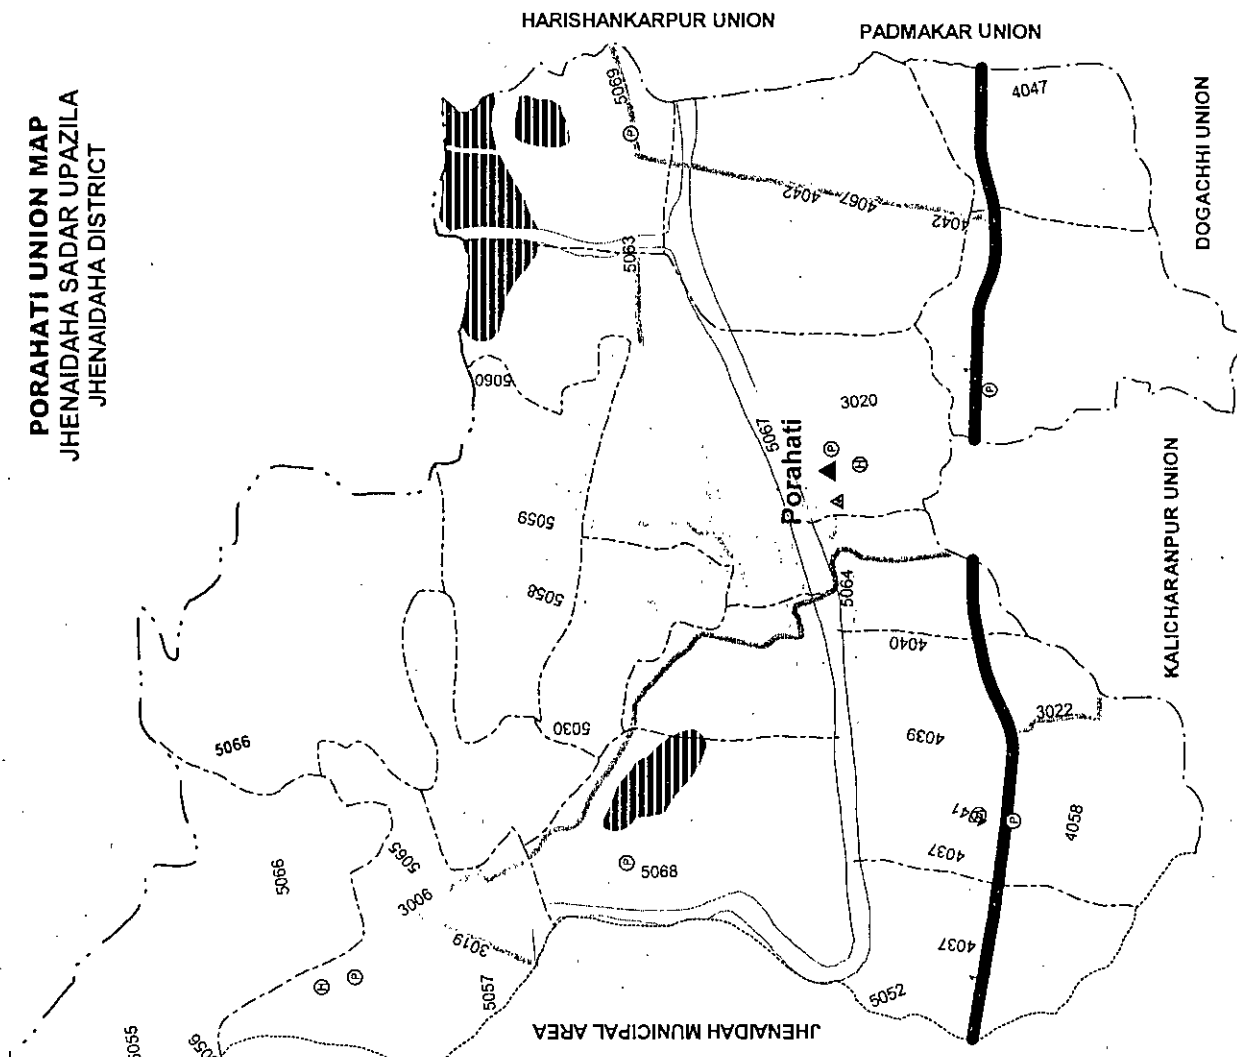 PORAHATI UNION MAP
JHENAIDAHA SADAR UPAZILA
JHENAIDAHA DISTRICT
HARISHANKARPUR UNION
PADMAKAR UNION
DOGACHHI UNION
KALICHARANPUR UNION
JHENAIDAH MUNICIPAL AREA
5069
P
4047
4042
4067
4042
5063
5060
3020
P
5067
Porahati
P
H
5059
5058
5064
4040
5030
3022
4039
5066
4058
P
4037
5065
P
5068
5066
3006
3019
4037
H
P
5057
5052
5055
5056